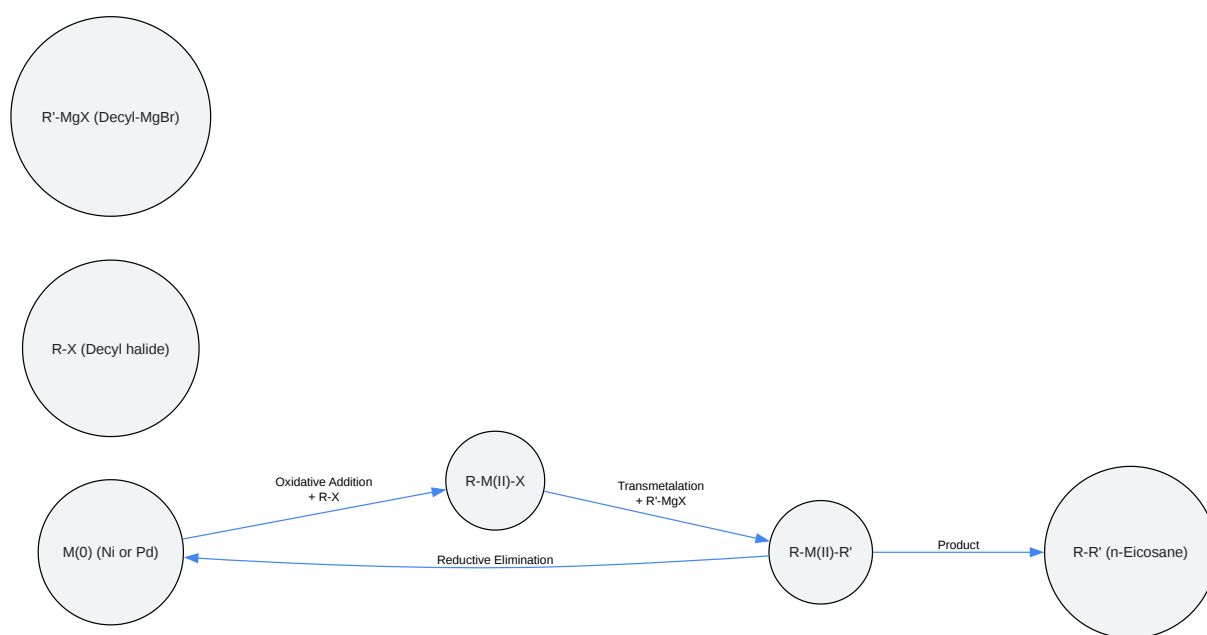 R'-MgX (Decyl-MgBr)
R-X (Decyl halide)
Oxidative Addition
+ R-X
R-M(II)-X
Transmetalation
+ R'-MgX
M(0) (Ni or Pd)
Reductive Elimination
R-M(II)-R'
Product
R-R' (n-Eicosane)